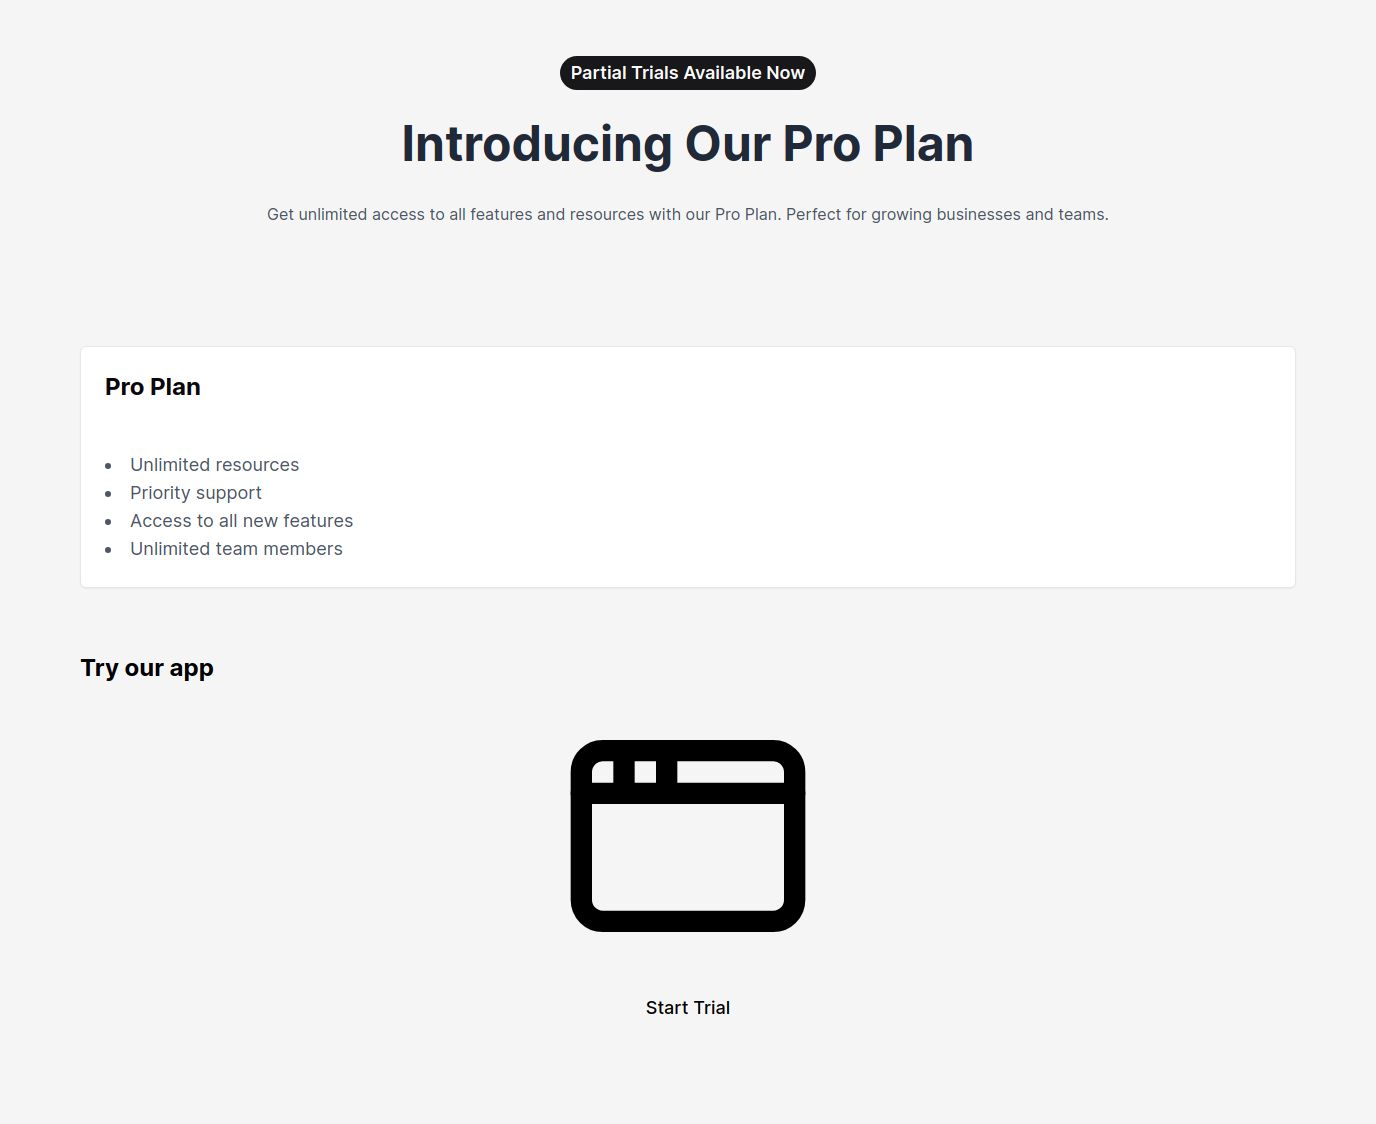 Partial Trials Available Now
Introducing Our Pro Plan
Get unlimited access to all features and resources with our Pro Plan. Perfect for growing businesses and teams.
Pro Plan
Unlimited resources
Priority support
Access to all new features
Unlimited team members
Try our app
Start Trial